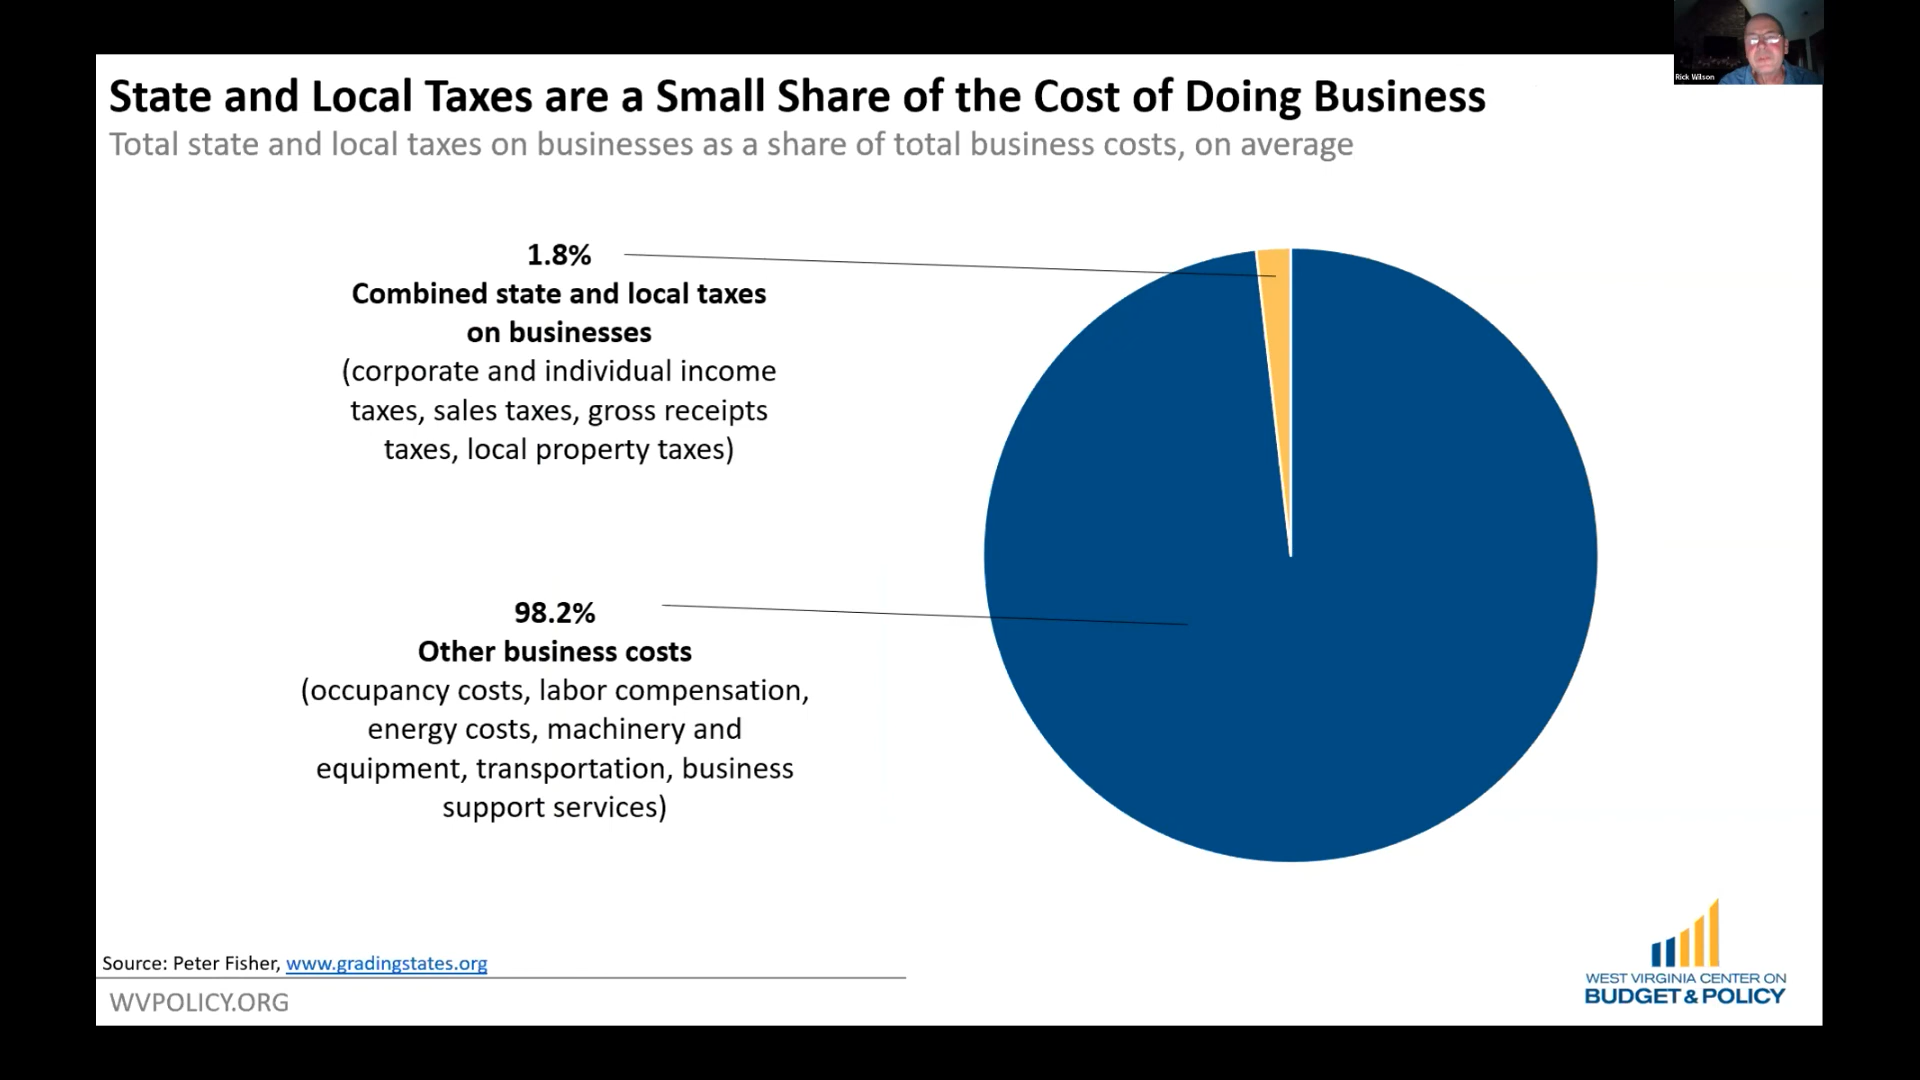 Rick Wilson
State and Local Taxes are a Small Share of the Cost of Doing Business
Total state and local taxes on businesses as a share of total business costs, on average
1.8%
Combined state and local taxes
on businesses
(corporate and individual income
taxes, sales taxes, gross receipts
taxes, local property taxes)
98.2%
Other business costs
(occupancy costs, labor compensation,
energy costs, machinery and
equipment, transportation, business
support services)
Source: Peter Fisher, www.gradingstates.org
WVPOLICY.ORG
WEST VIRGINIA CENTER ON
BUDGET & POLICY